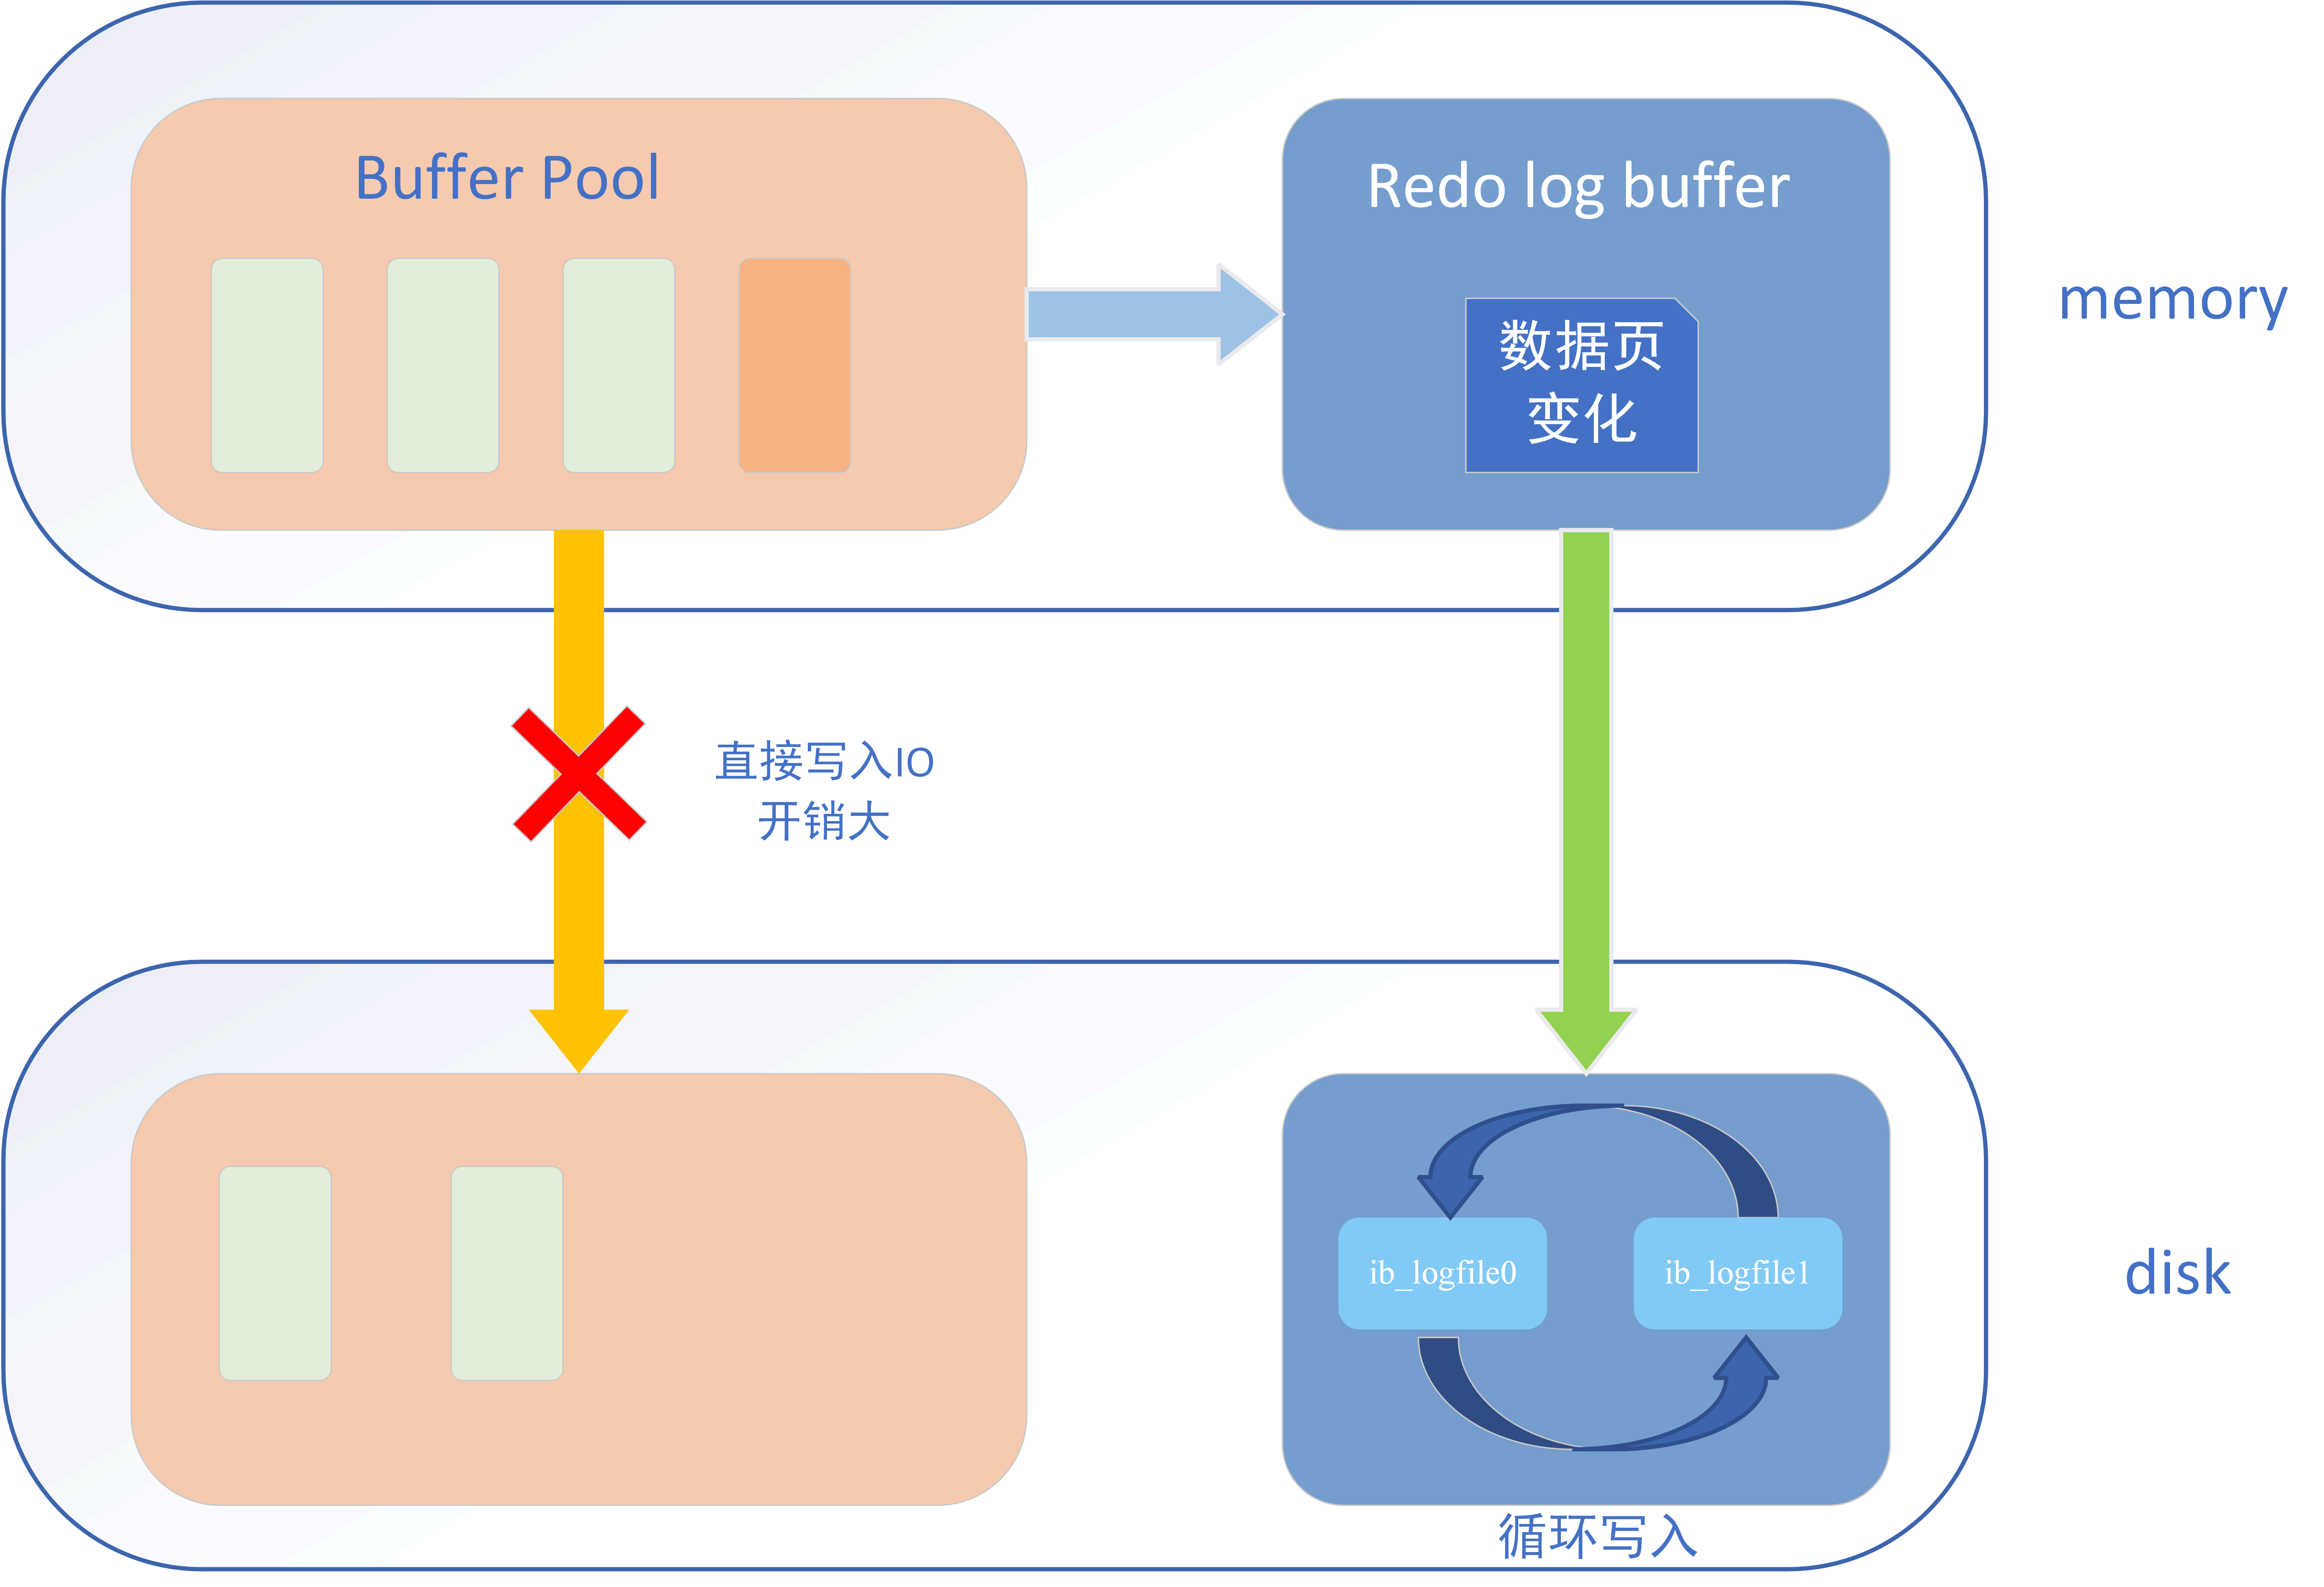 Buffer Pool
Redo log buffer
数据页
变化
memory
直接写入IO
开销大
ib_logfile0
ib_logfile1
disk
循环写入